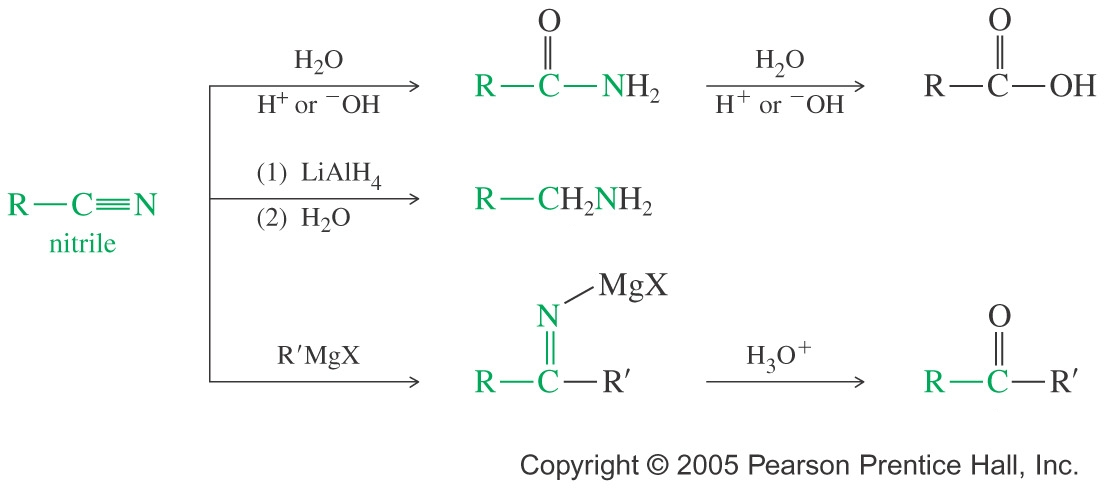 O
H₂O
R—C—NH₂
H⁺ or ⁻OH
H₂O
H⁺ or ⁻OH
O
R—C—OH
R—C≡N
nitrile
(1) LiAlH₄
(2) H₂O
R—CH₂NH₂
R′MgX
MgX
N
R—C—R′
H₃O⁺
O
R—C—R′
Copyright © 2005 Pearson Prentice Hall, Inc.